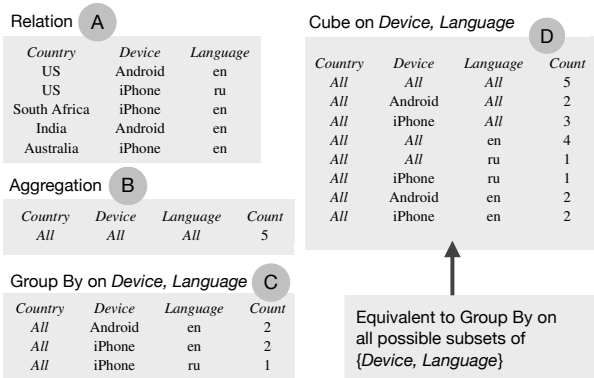 Relation A
Country Device Language
US Android en
US iPhone ru
South Africa iPhone en
India Android en
Australia iPhone en
Aggregation B
Country Device Language Count
All All All 5
Group By on Device, Language C
Country Device Language Count
All Android en 2
All iPhone en 2
All iPhone ru 1
Cube on Device, Language
D
Country Device Language Count
All All All 5
All Android All 2
All iPhone All 3
All All en 4
All All ru 1
All iPhone ru 1
All Android en 2
All iPhone en 2
Equivalent to Group By on
all possible subsets of
{Device, Language}